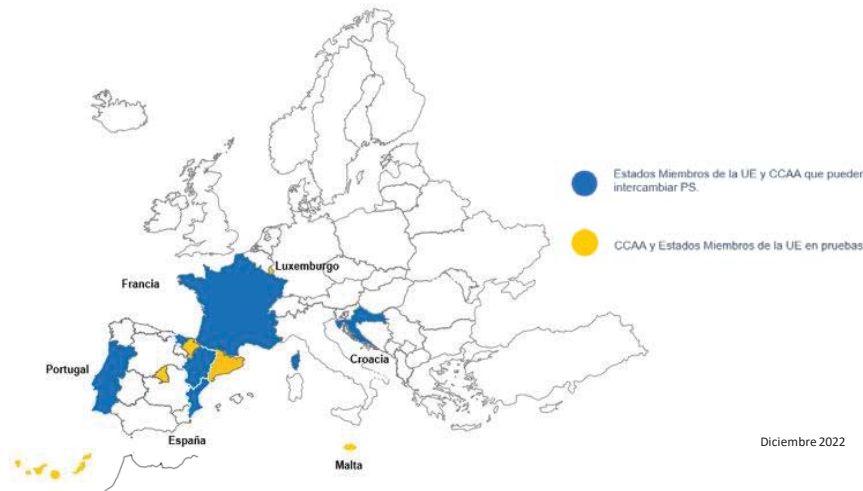 Estados Miembros de la UE y CCAA que pueden
intercambiar PS.
CCAA y Estados Miembros de la UE en pruebas
Luxemburgo
Francia
Portugal
Croacia
España
Malta
Diciembre 2022